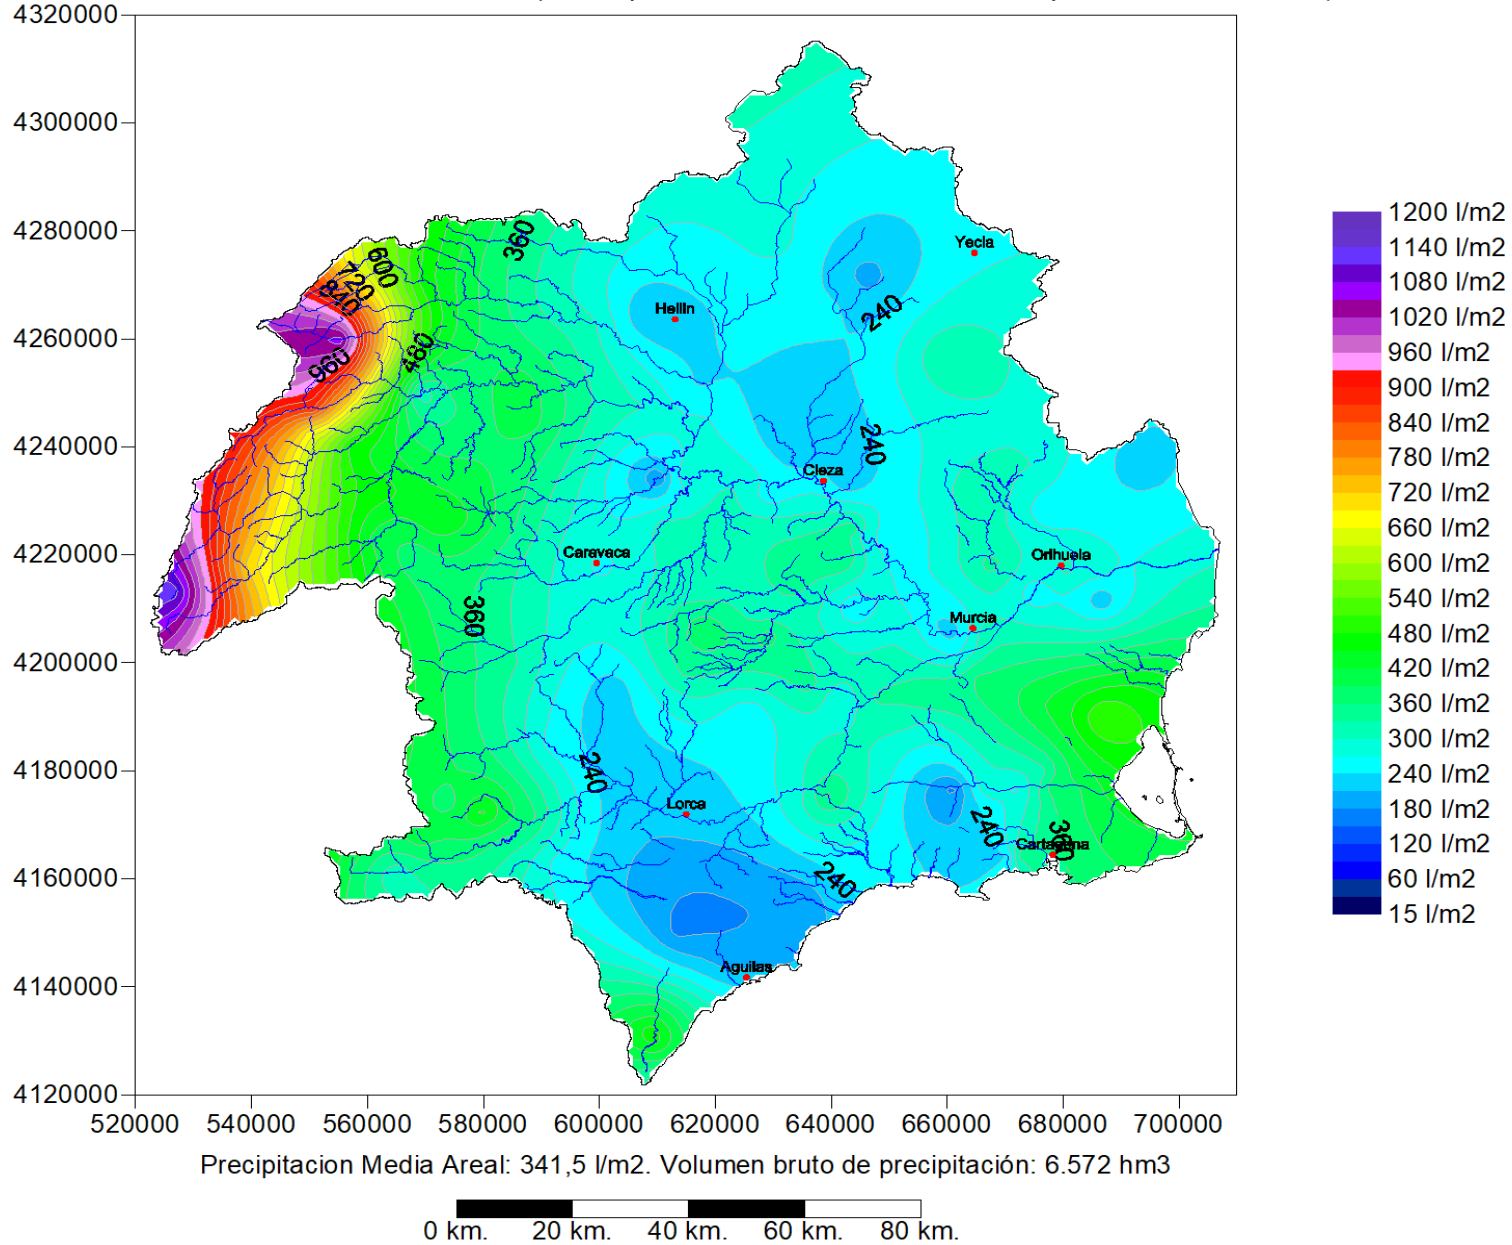 4320000
4300000
4280000
4260000
4240000
4220000
4200000
4180000
4160000
4140000
4120000
520000 540000 560000 580000 600000 620000 640000 660000 680000 700000
360
600
720
840
960
480
Yecla
Hellin
240
240
Cieza
Caravaca
Orihuela
360
Murcia
240
Lorca
240
360
Cartagena
240
Aguilas
1200 l/m2
1140 l/m2
1080 l/m2
1020 l/m2
960 l/m2
900 l/m2
840 l/m2
780 l/m2
720 l/m2
660 l/m2
600 l/m2
540 l/m2
480 l/m2
420 l/m2
360 l/m2
300 l/m2
240 l/m2
180 l/m2
120 l/m2
60 l/m2
15 l/m2
Precipitacion Media Areal: 341,5 l/m2. Volumen bruto de precipitación: 6.572 hm3
0 km. 20 km. 40 km. 60 km. 80 km.